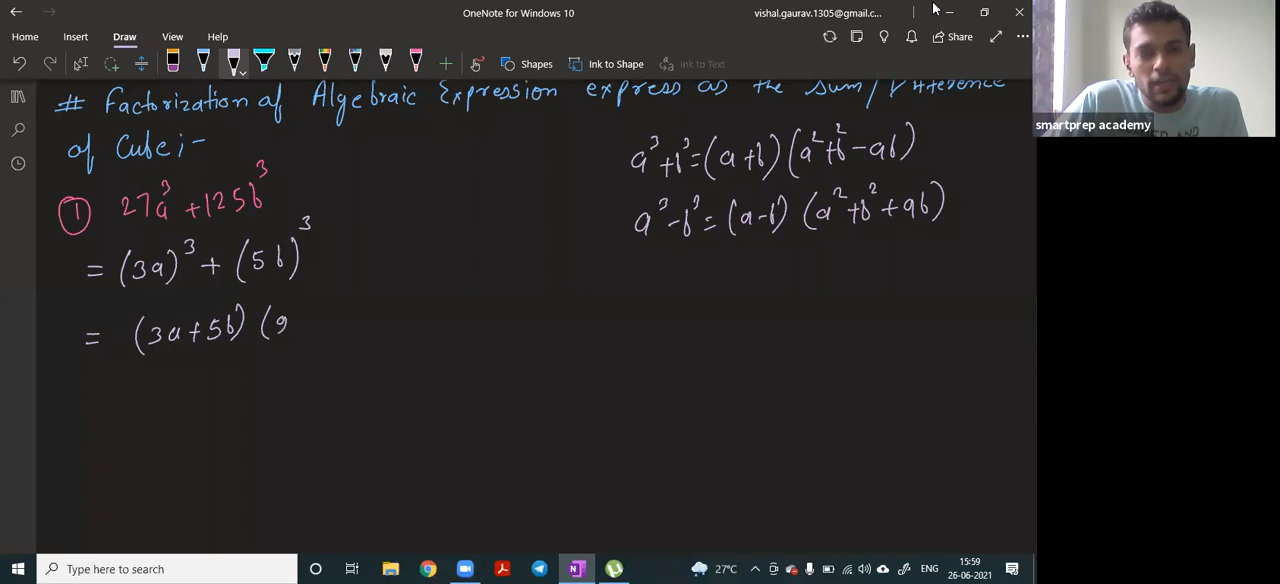 OneNote for Windows 10
vishal.gaurav.1305@gmail.c...
Home Insert Draw View Help
Share
Shapes Ink to Shape Ink to Text
# Factorization of Algebraic Expression express as the sum/Difference
of Cube:-
a³+b³=(a+b)(a²+b²-ab)
a³-b³=(a-b)(a²+b²+ab)
① 27a³+125b³
= (3a)³+(5b)³
= (3a+5b)(9
smartprep academy
Type here to search
27°C
ENG
15:59
26-06-2021